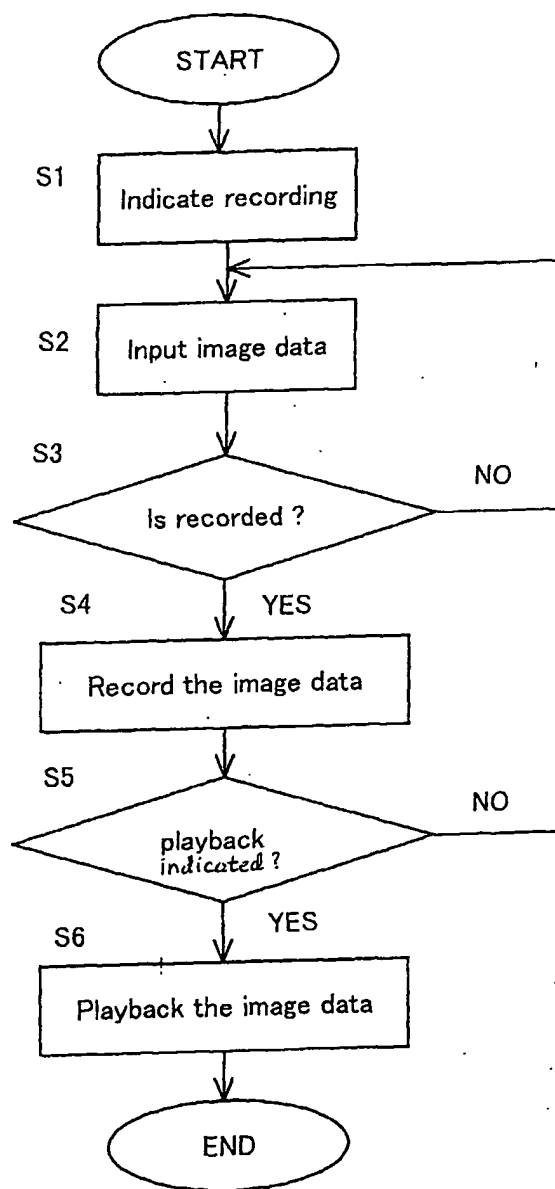 START
S1
Indicate recording
S2
Input image data
S3
Is recorded ?
NO
S4
YES
Record the image data
S5
playback
indicated ?
NO
S6
YES
Playback the image data
END